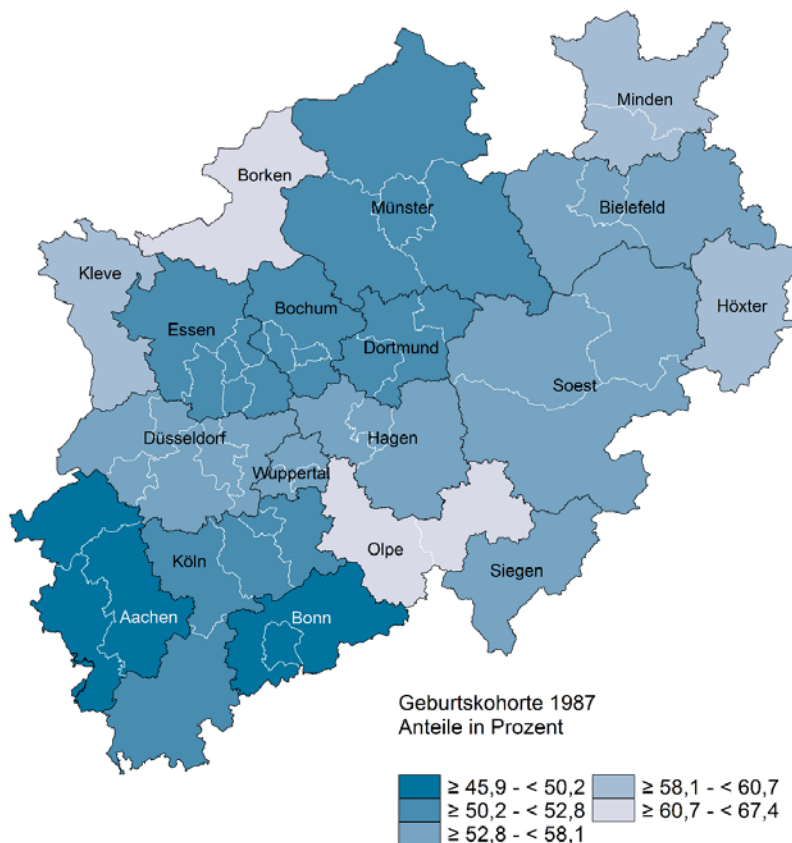 Minden
Borken
Münster
Bielefeld
Kleve
Höxter
Bochum
Essen
Dortmund
Soest
Düsseldorf
Hagen
Wuppertal
Olpe
Köln
Siegen
Aachen
Bonn
Geburtskohorte 1987
Anteile in Prozent
≥ 45,9 - < 50,2 ≥ 58,1 - < 60,7
≥ 50,2 - < 52,8 ≥ 60,7 - < 67,4
≥ 52,8 - < 58,1